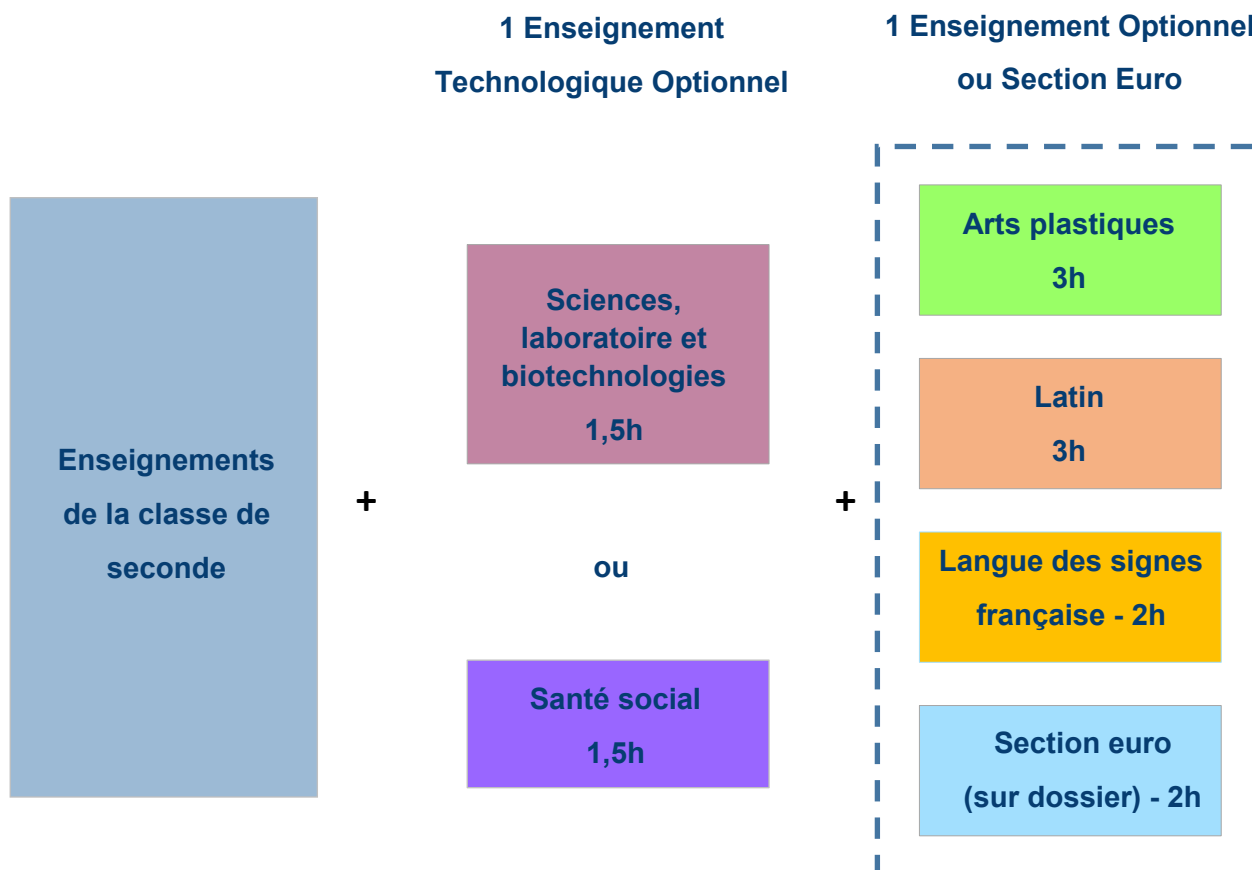 1 Enseignement
Technologique Optionnel
1 Enseignement Optionnel
ou Section Euro
Enseignements
de la classe de
seconde
+
Sciences,
laboratoire et
biotechnologies
1,5h
ou
Santé social
1,5h
+
Arts plastiques
3h
Latin
3h
Langue des signes
française - 2h
Section euro
(sur dossier) - 2h